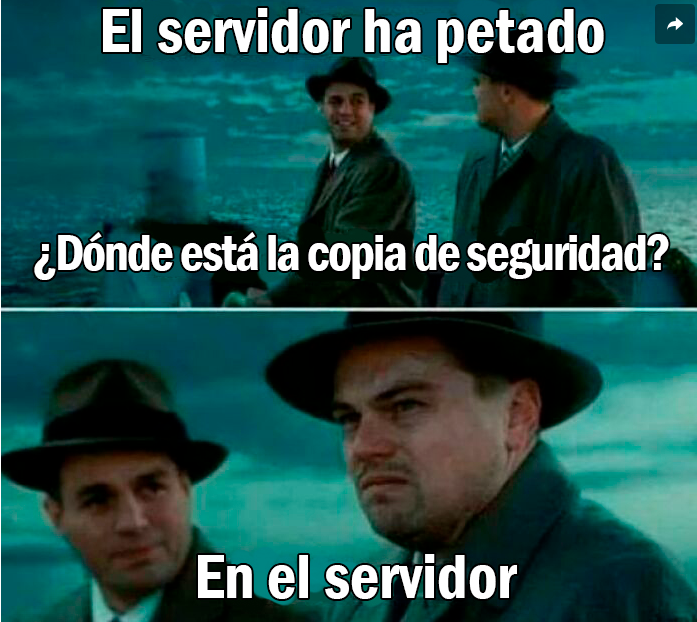 El servidor ha petado
¿Dónde está la copia de seguridad?
En el servidor